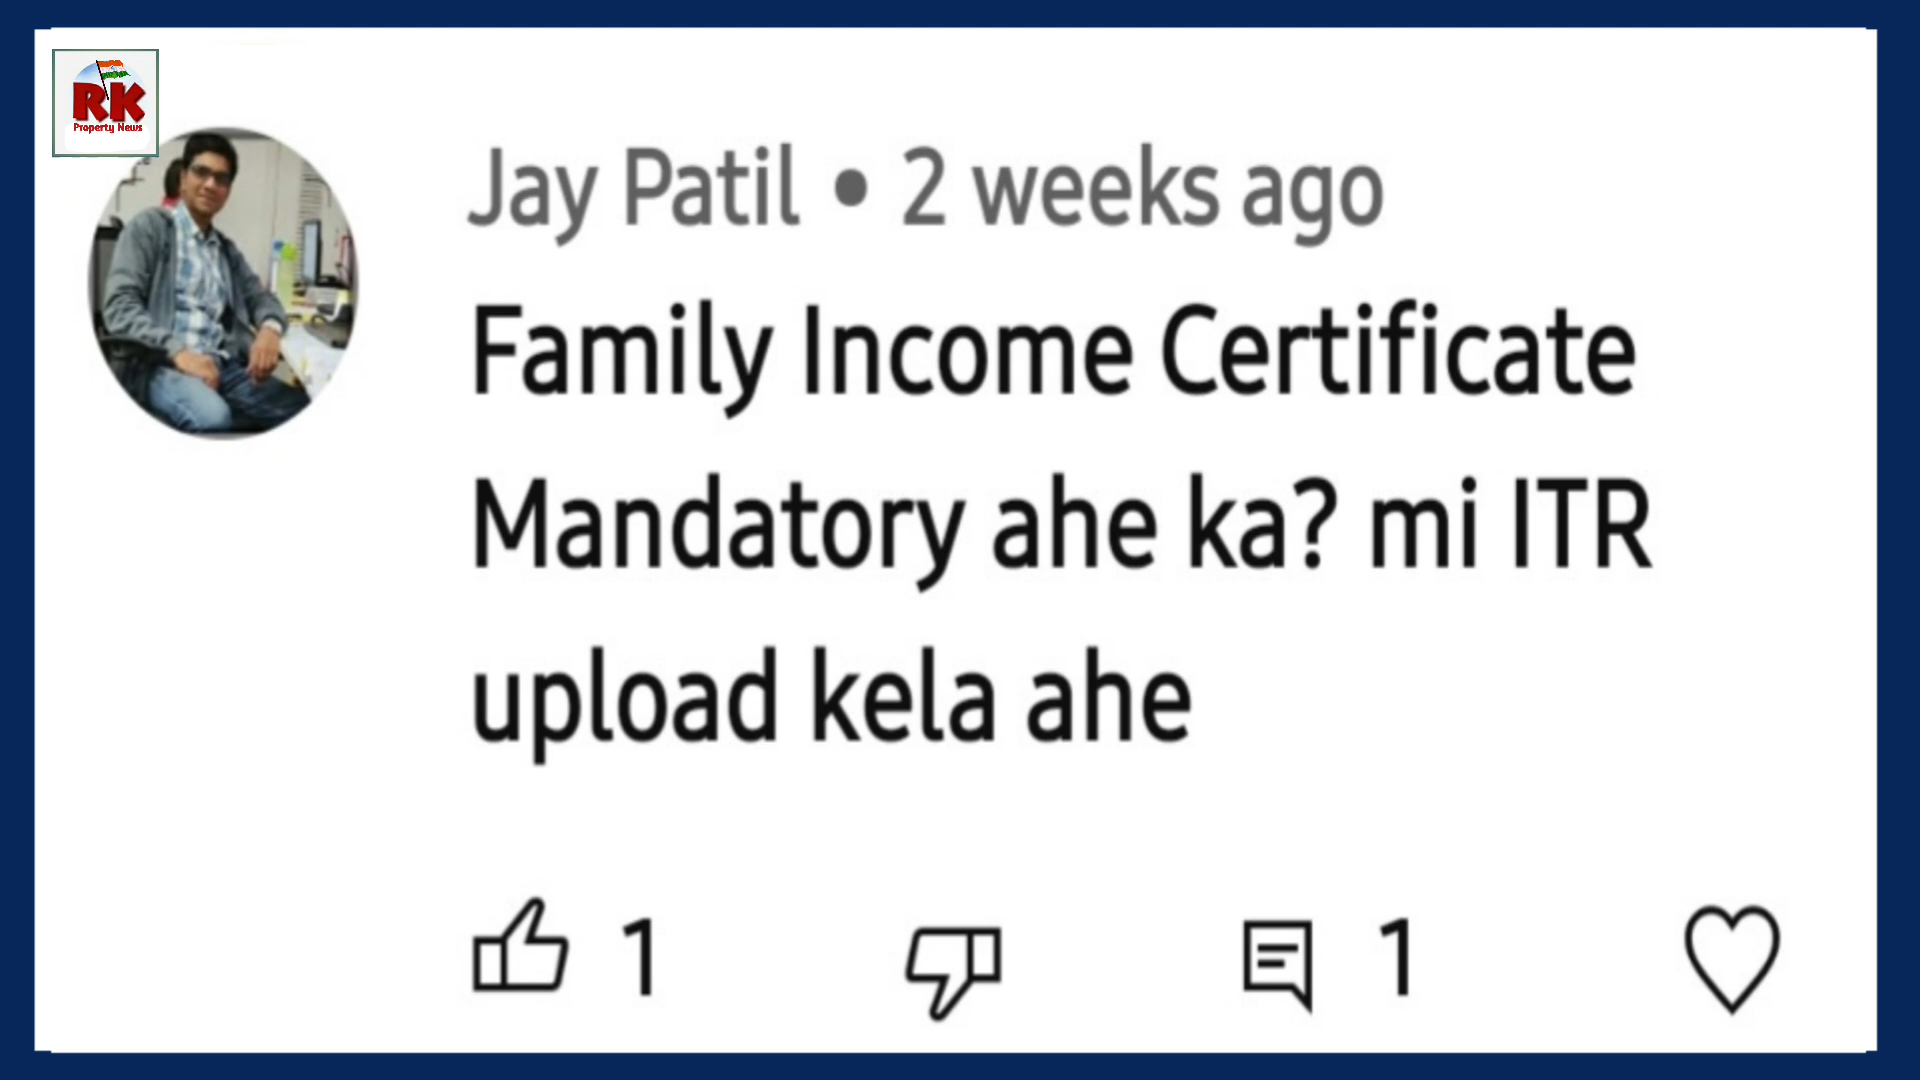 RK
Property News
Jay Patil • 2 weeks ago
Family Income Certificate
Mandatory ahe ka? mi ITR
upload kela ahe
1
1